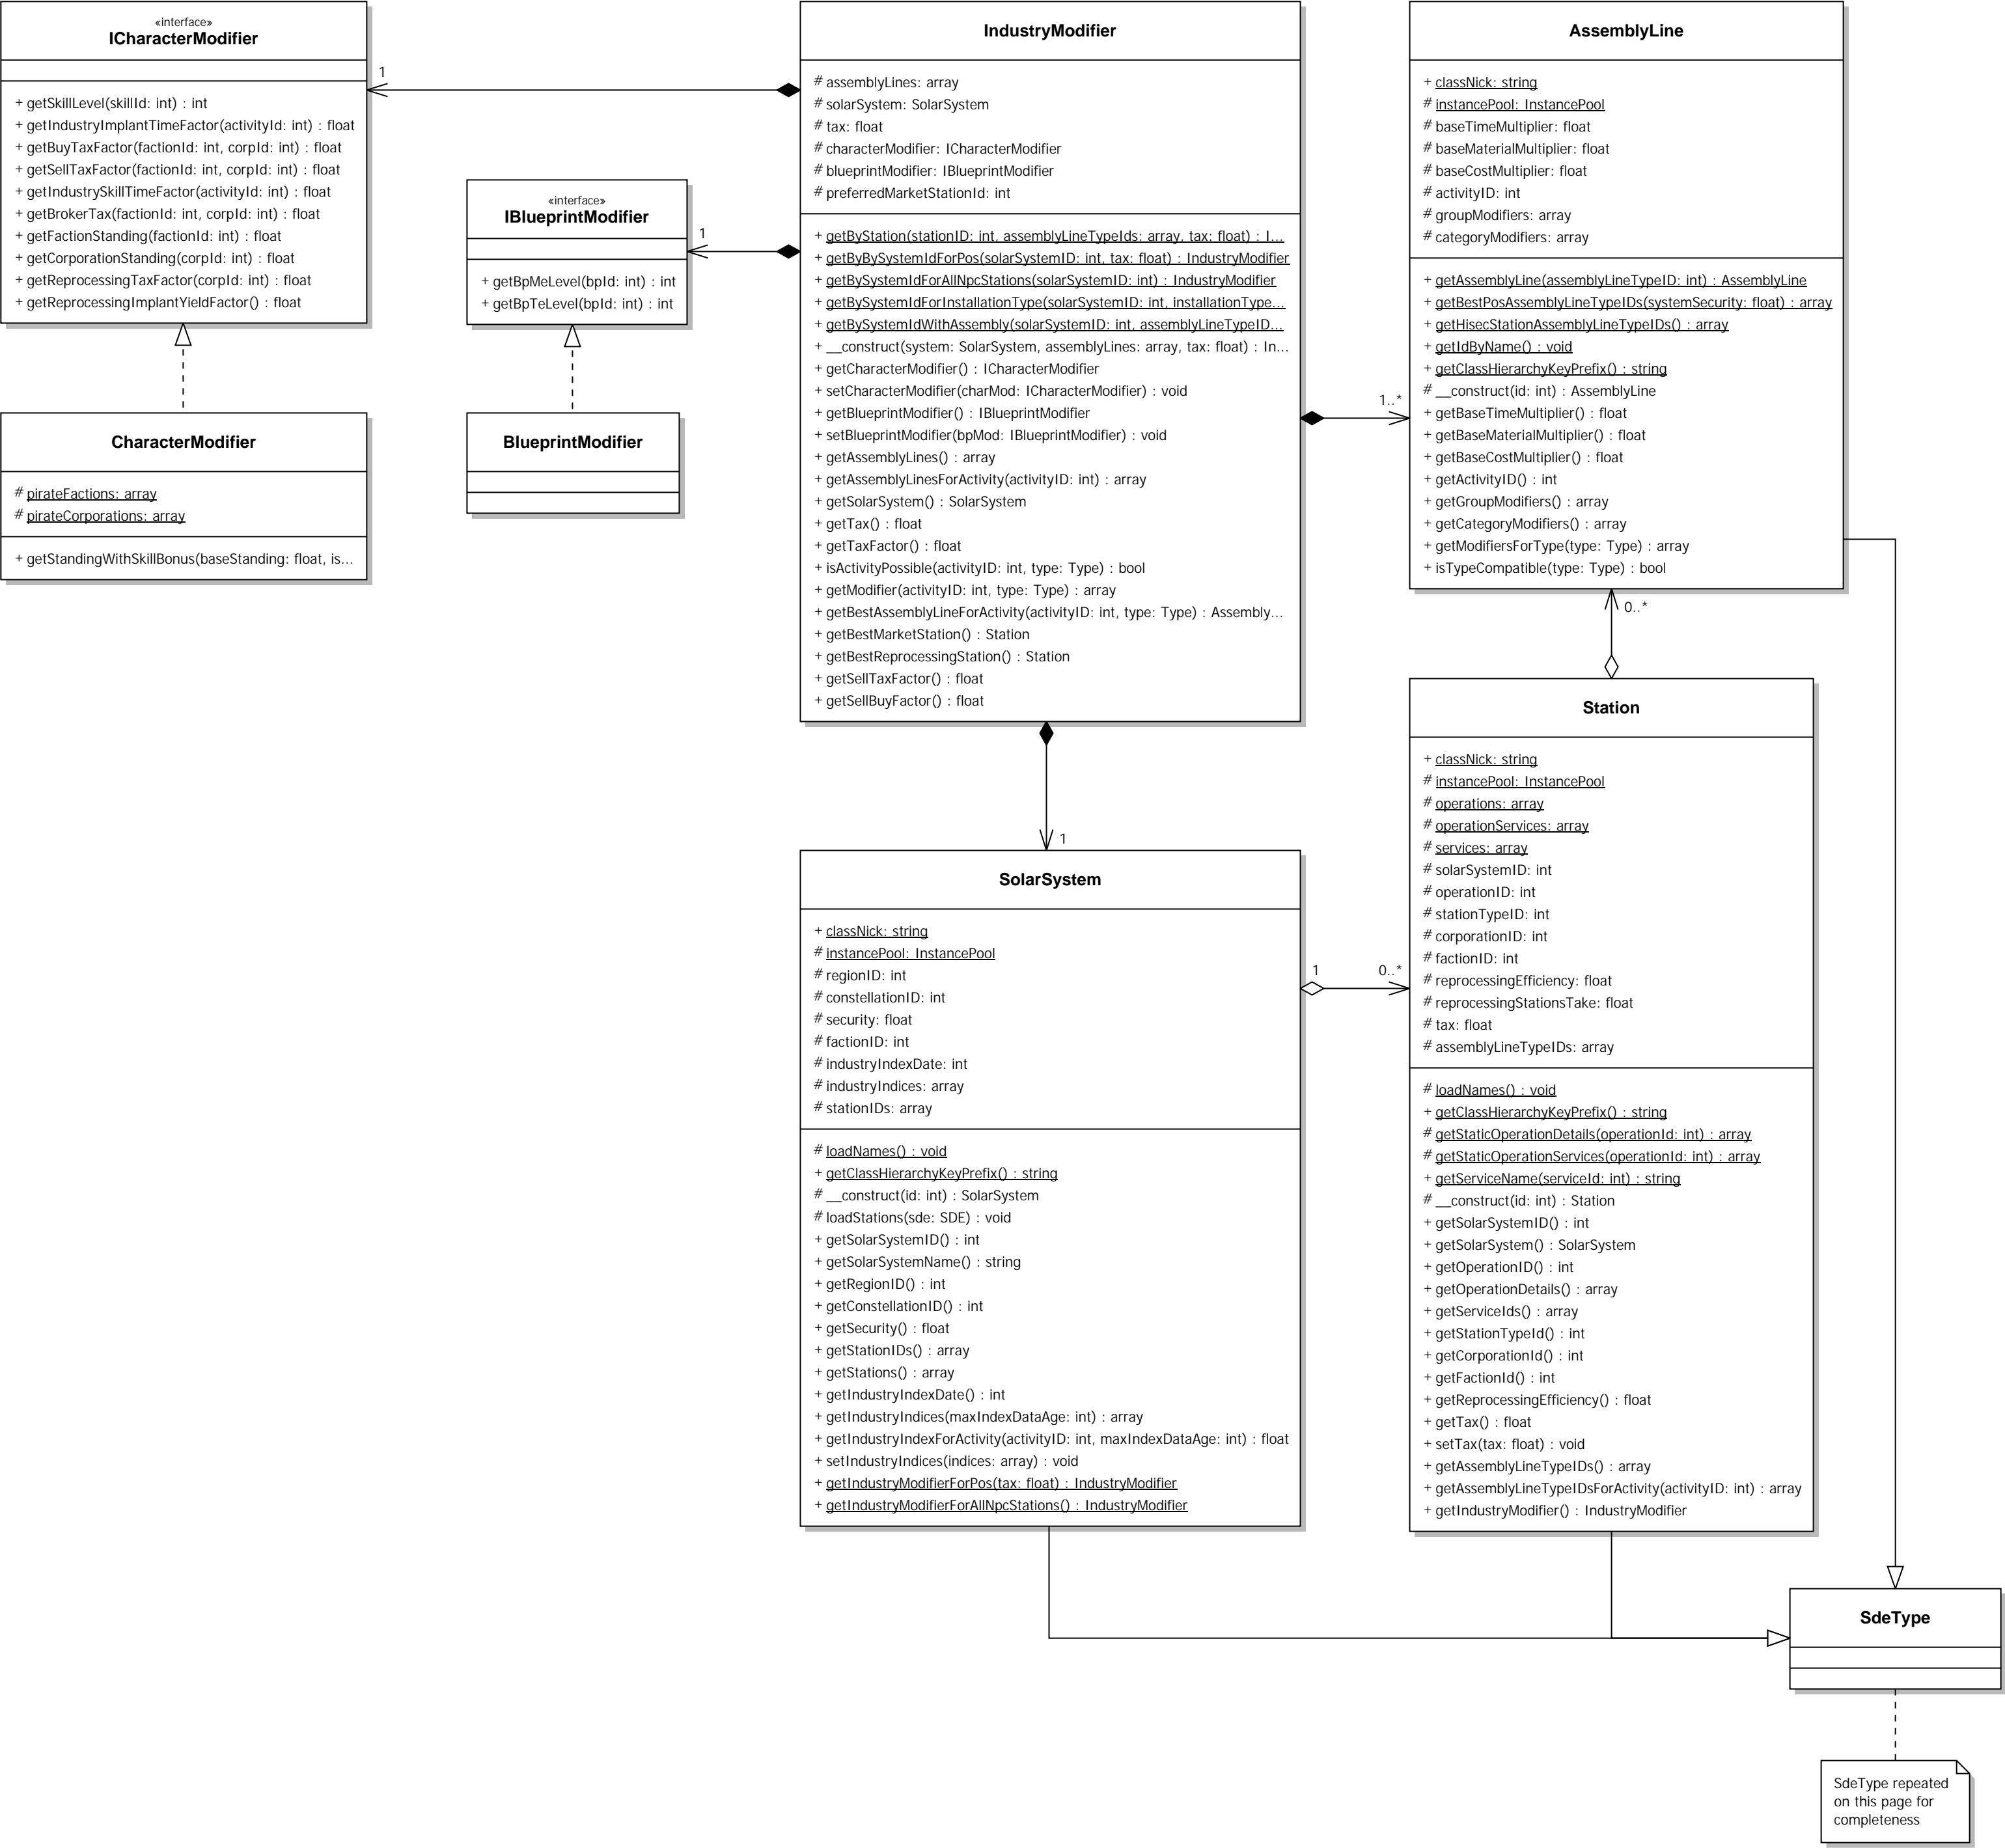 «interface»
ICharacterModifier
+ getSkillLevel(skillId: int) : int
+ getIndustryImplantTimeFactor(activityId: int) : float
+ getBuyTaxFactor(factionId: int, corpId: int) : float
+ getSellTaxFactor(factionId: int, corpId: int) : float
+ getIndustrySkillTimeFactor(activityId: int) : float
+ getBrokerTax(factionId: int, corpId: int) : float
+ getFactionStanding(factionId: int) : float
+ getCorporationStanding(corpId: int) : float
+ getReprocessingTaxFactor(corpId: int) : float
+ getReprocessingImplantYieldFactor() : float
1
CharacterModifier
# pirateFactions: array
# pirateCorporations: array
+ getStandingWithSkillBonus(baseStanding: float, is...
«interface»
IBlueprintModifier
+ getBpMeLevel(bpId: int) : int
+ getBpTeLevel(bpId: int) : int
1
BlueprintModifier
IndustryModifier
# assemblyLines: array
# solarSystem: SolarSystem
# tax: float
# characterModifier: ICharacterModifier
# blueprintModifier: IBlueprintModifier
# preferredMarketStationId: int
+ getByStation(stationID: int, assemblyLineTypeIds: array, tax: float) : I...
+ getByBySystemIdForPos(solarSystemID: int, tax: float) : IndustryModifier
+ getBySystemIdForAllNpcStations(solarSystemID: int) : IndustryModifier
+ getBySystemIdForInstallationType(solarSystemID: int, installationType...
+ getBySystemIdWithAssembly(solarSystemID: int, assemblyLineTypeID...
+ __construct(system: SolarSystem, assemblyLines: array, tax: float) : In...
+ getCharacterModifier() : ICharacterModifier
+ setCharacterModifier(charMod: ICharacterModifier) : void
+ getBlueprintModifier() : IBlueprintModifier
+ setBlueprintModifier(bpMod: IBlueprintModifier) : void
+ getAssemblyLines() : array
+ getAssemblyLinesForActivity(activityID: int) : array
+ getSolarSystem() : SolarSystem
+ getTax() : float
+ getTaxFactor() : float
+ isActivityPossible(activityID: int, type: Type) : bool
+ getModifier(activityID: int, type: Type) : array
+ getBestAssemblyLineForActivity(activityID: int, type: Type) : Assembly...
+ getBestMarketStation() : Station
+ getBestReprocessingStation() : Station
+ getSellTaxFactor() : float
+ getSellBuyFactor() : float
1..*
1
AssemblyLine
+ classNick: string
# instancePool: InstancePool
# baseTimeMultiplier: float
# baseMaterialMultiplier: float
# baseCostMultiplier: float
# activityID: int
# groupModifiers: array
# categoryModifiers: array
+ getAssemblyLine(assemblyLineTypeID: int) : AssemblyLine
+ getBestPosAssemblyLineTypeIDs(systemSecurity: float) : array
+ getHisecStationAssemblyLineTypeIDs() : array
+ getIdByName() : void
+ getClassHierarchyKeyPrefix() : string
# __construct(id: int) : AssemblyLine
+ getBaseTimeMultiplier() : float
+ getBaseMaterialMultiplier() : float
+ getBaseCostMultiplier() : float
+ getActivityID() : int
+ getGroupModifiers() : array
+ getCategoryModifiers() : array
+ getModifiersForType(type: Type) : array
+ isTypeCompatible(type: Type) : bool
0..*
SolarSystem
+ classNick: string
# instancePool: InstancePool
# regionID: int
# constellationID: int
# security: float
# factionID: int
# industryIndexDate: int
# industryIndices: array
# stationIDs: array
# loadNames() : void
+ getClassHierarchyKeyPrefix() : string
# __construct(id: int) : SolarSystem
# loadStations(sde: SDE) : void
+ getSolarSystemID() : int
+ getSolarSystemName() : string
+ getRegionID() : int
+ getConstellationID() : int
+ getSecurity() : float
+ getStationIDs() : array
+ getStations() : array
+ getIndustryIndexDate() : int
+ getIndustryIndices(maxIndexDataAge: int) : array
+ getIndustryIndexForActivity(activityID: int, maxIndexDataAge: int) : float
+ setIndustryIndices(indices: array) : void
+ getIndustryModifierForPos(tax: float) : IndustryModifier
+ getIndustryModifierForAllNpcStations() : IndustryModifier
1 0..*
Station
+ classNick: string
# instancePool: InstancePool
# operations: array
# operationServices: array
# services: array
# solarSystemID: int
# operationID: int
# stationTypeID: int
# corporationID: int
# factionID: int
# reprocessingEfficiency: float
# reprocessingStationsTake: float
# tax: float
# assemblyLineTypeIDs: array
# loadNames() : void
+ getClassHierarchyKeyPrefix() : string
# getStaticOperationDetails(operationId: int) : array
# getStaticOperationServices(operationId: int) : array
+ getServiceName(serviceId: int) : string
# __construct(id: int) : Station
+ getSolarSystemID() : int
+ getSolarSystem() : SolarSystem
+ getOperationID() : int
+ getOperationDetails() : array
+ getServiceIds() : array
+ getStationTypeId() : int
+ getCorporationId() : int
+ getFactionId() : int
+ getReprocessingEfficiency() : float
+ getTax() : float
+ setTax(tax: float) : void
+ getAssemblyLineTypeIDs() : array
+ getAssemblyLineTypeIDsForActivity(activityID: int) : array
+ getIndustryModifier() : IndustryModifier
SdeType
SdeType repeated
on this page for
completeness